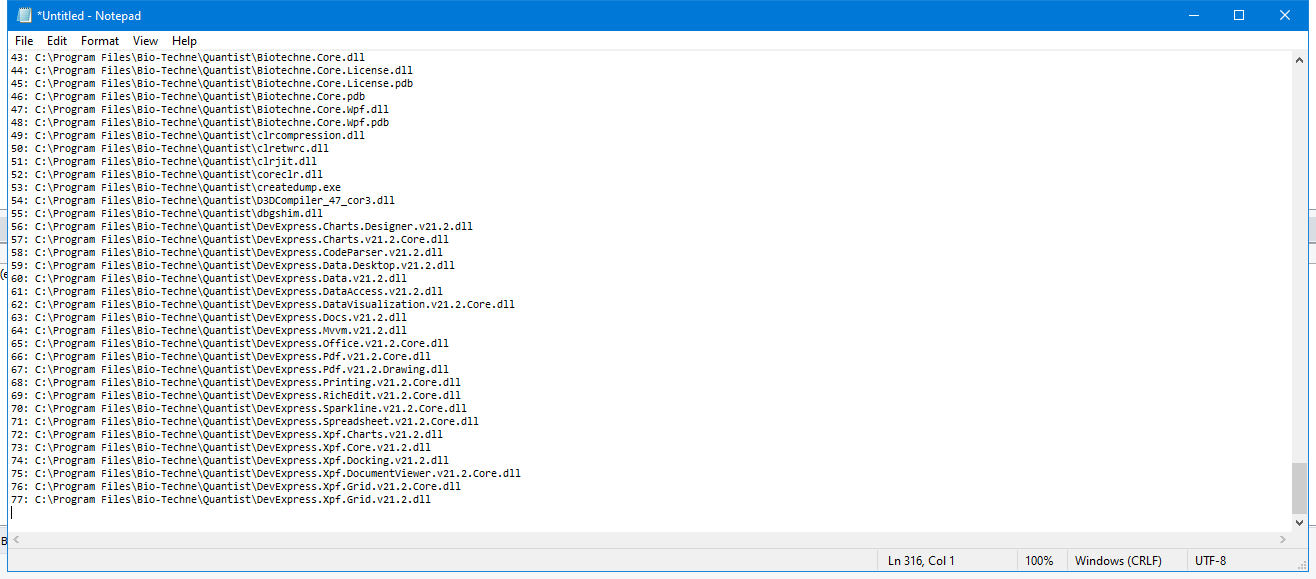 *Untitled - Notepad
File Edit Format View Help
43: C:\Program Files\Bio-Techne\Quantist\Biotechne.Core.dll
44: C:\Program Files\Bio-Techne\Quantist\Biotechne.Core.License.dll
45: C:\Program Files\Bio-Techne\Quantist\Biotechne.Core.License.pdb
46: C:\Program Files\Bio-Techne\Quantist\Biotechne.Core.pdb
47: C:\Program Files\Bio-Techne\Quantist\Biotechne.Core.Wpf.dll
48: C:\Program Files\Bio-Techne\Quantist\Biotechne.Core.Wpf.pdb
49: C:\Program Files\Bio-Techne\Quantist\clrcompression.dll
50: C:\Program Files\Bio-Techne\Quantist\clretwrc.dll
51: C:\Program Files\Bio-Techne\Quantist\clrjit.dll
52: C:\Program Files\Bio-Techne\Quantist\coreclr.dll
53: C:\Program Files\Bio-Techne\Quantist\createdump.exe
54: C:\Program Files\Bio-Techne\Quantist\D3DCompiler_47_cor3.dll
55: C:\Program Files\Bio-Techne\Quantist\dbgshim.dll
56: C:\Program Files\Bio-Techne\Quantist\DevExpress.Charts.Designer.v21.2.dll
57: C:\Program Files\Bio-Techne\Quantist\DevExpress.Charts.v21.2.Core.dll
58: C:\Program Files\Bio-Techne\Quantist\DevExpress.CodeParser.v21.2.dll
59: C:\Program Files\Bio-Techne\Quantist\DevExpress.Data.Desktop.v21.2.dll
60: C:\Program Files\Bio-Techne\Quantist\DevExpress.Data.v21.2.dll
61: C:\Program Files\Bio-Techne\Quantist\DevExpress.DataAccess.v21.2.dll
62: C:\Program Files\Bio-Techne\Quantist\DevExpress.DataVisualization.v21.2.Core.dll
63: C:\Program Files\Bio-Techne\Quantist\DevExpress.Docs.v21.2.dll
64: C:\Program Files\Bio-Techne\Quantist\DevExpress.Mvvm.v21.2.dll
65: C:\Program Files\Bio-Techne\Quantist\DevExpress.Office.v21.2.Core.dll
66: C:\Program Files\Bio-Techne\Quantist\DevExpress.Pdf.v21.2.Core.dll
67: C:\Program Files\Bio-Techne\Quantist\DevExpress.Pdf.v21.2.Drawing.dll
68: C:\Program Files\Bio-Techne\Quantist\DevExpress.Printing.v21.2.Core.dll
69: C:\Program Files\Bio-Techne\Quantist\DevExpress.RichEdit.v21.2.Core.dll
70: C:\Program Files\Bio-Techne\Quantist\DevExpress.Sparkline.v21.2.Core.dll
71: C:\Program Files\Bio-Techne\Quantist\DevExpress.Spreadsheet.v21.2.Core.dll
72: C:\Program Files\Bio-Techne\Quantist\DevExpress.Xpf.Charts.v21.2.dll
73: C:\Program Files\Bio-Techne\Quantist\DevExpress.Xpf.Core.v21.2.dll
74: C:\Program Files\Bio-Techne\Quantist\DevExpress.Xpf.Docking.v21.2.dll
75: C:\Program Files\Bio-Techne\Quantist\DevExpress.Xpf.DocumentViewer.v21.2.Core.dll
76: C:\Program Files\Bio-Techne\Quantist\DevExpress.Xpf.Grid.v21.2.Core.dll
77: C:\Program Files\Bio-Techne\Quantist\DevExpress.Xpf.Grid.v21.2.dll
Ln 316, Col 1 100% Windows (CRLF) UTF-8